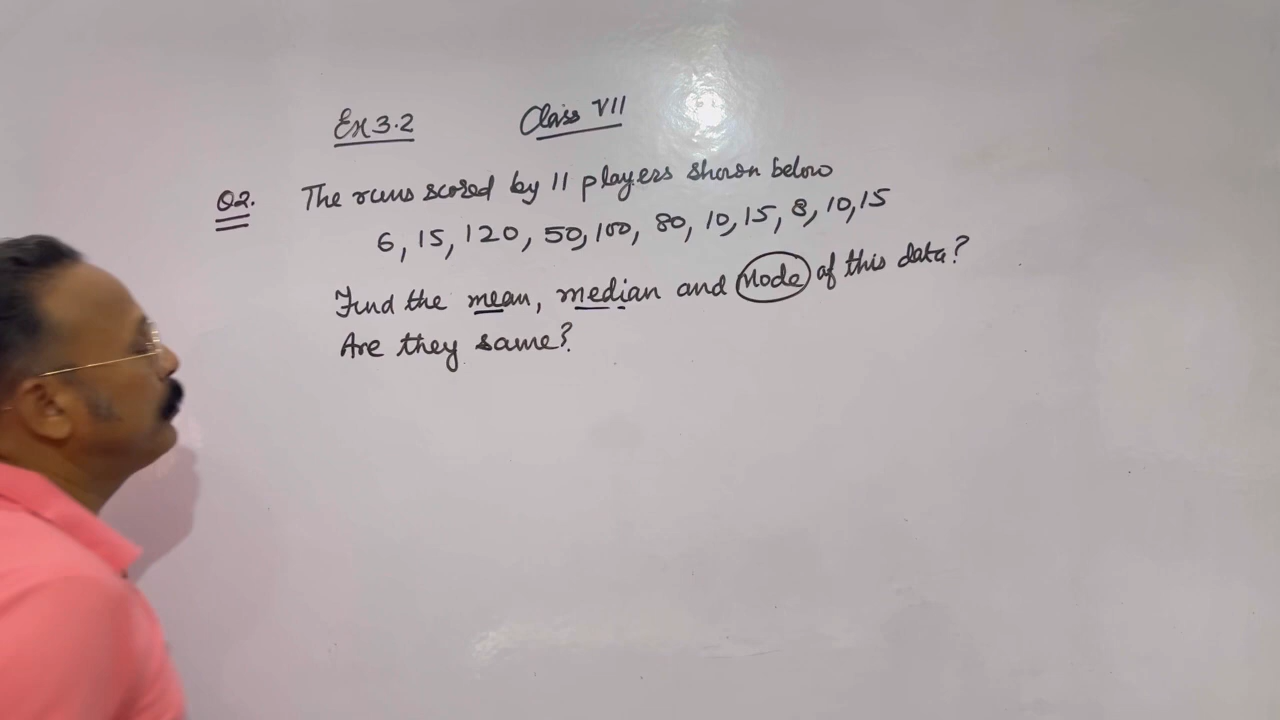 Ex 3.2 Class VII
Q2. The runs scored by 11 players shown below
6, 15, 120, 50, 100, 80, 10, 15, 8, 10, 15
Find the mean, median and Mode of this data?
Are they same?